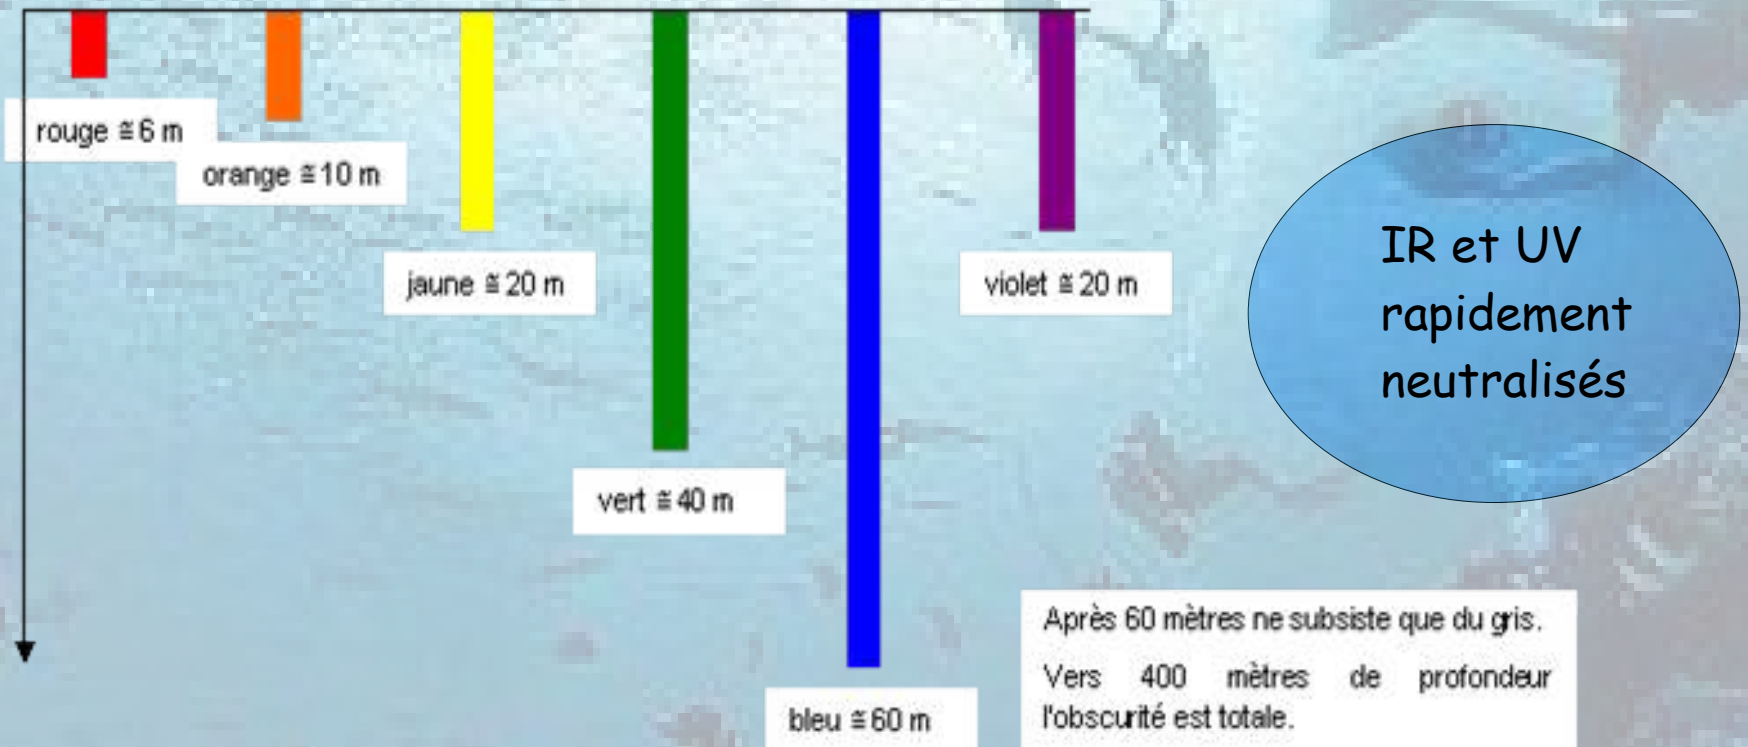 rouge ≅ 6 m
orange ≅ 10 m
jaune ≅ 20 m
violet ≅ 20 m
IR et UV
rapidement
neutralisés
vert ≅ 40 m
bleu ≅ 60 m
Après 60 mètres ne subsiste que du gris.
Vers 400 mètres de profondeur
l'obscurité est totale.